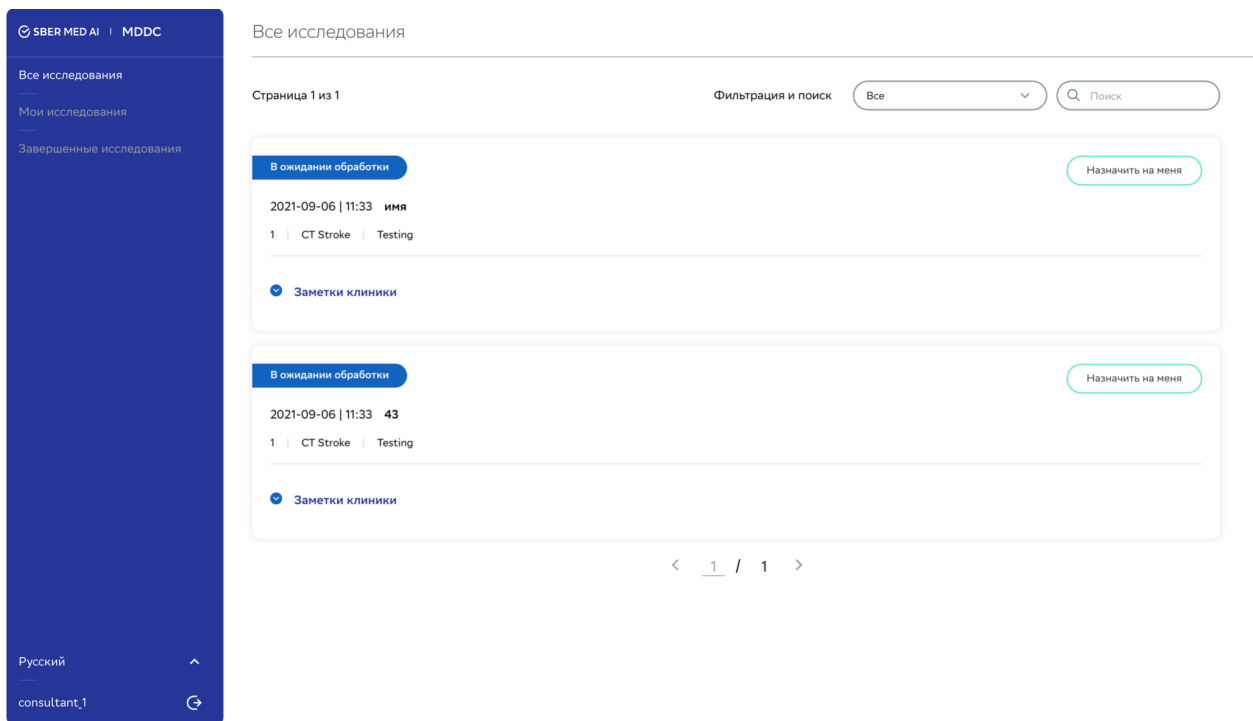 SBER MED AI | MDDC
Все исследования
Мои исследования
Завершенные исследования
Русский
consultant_1
Все исследования
Страница 1 из 1
Фильтрация и поиск Все Поиск
В ожидании обработки Назначить на меня
2021-09-06 | 11:33 имя
1 | CT Stroke | Testing
Заметки клиники
В ожидании обработки Назначить на меня
2021-09-06 | 11:33 43
1 | CT Stroke | Testing
Заметки клиники
1 / 1